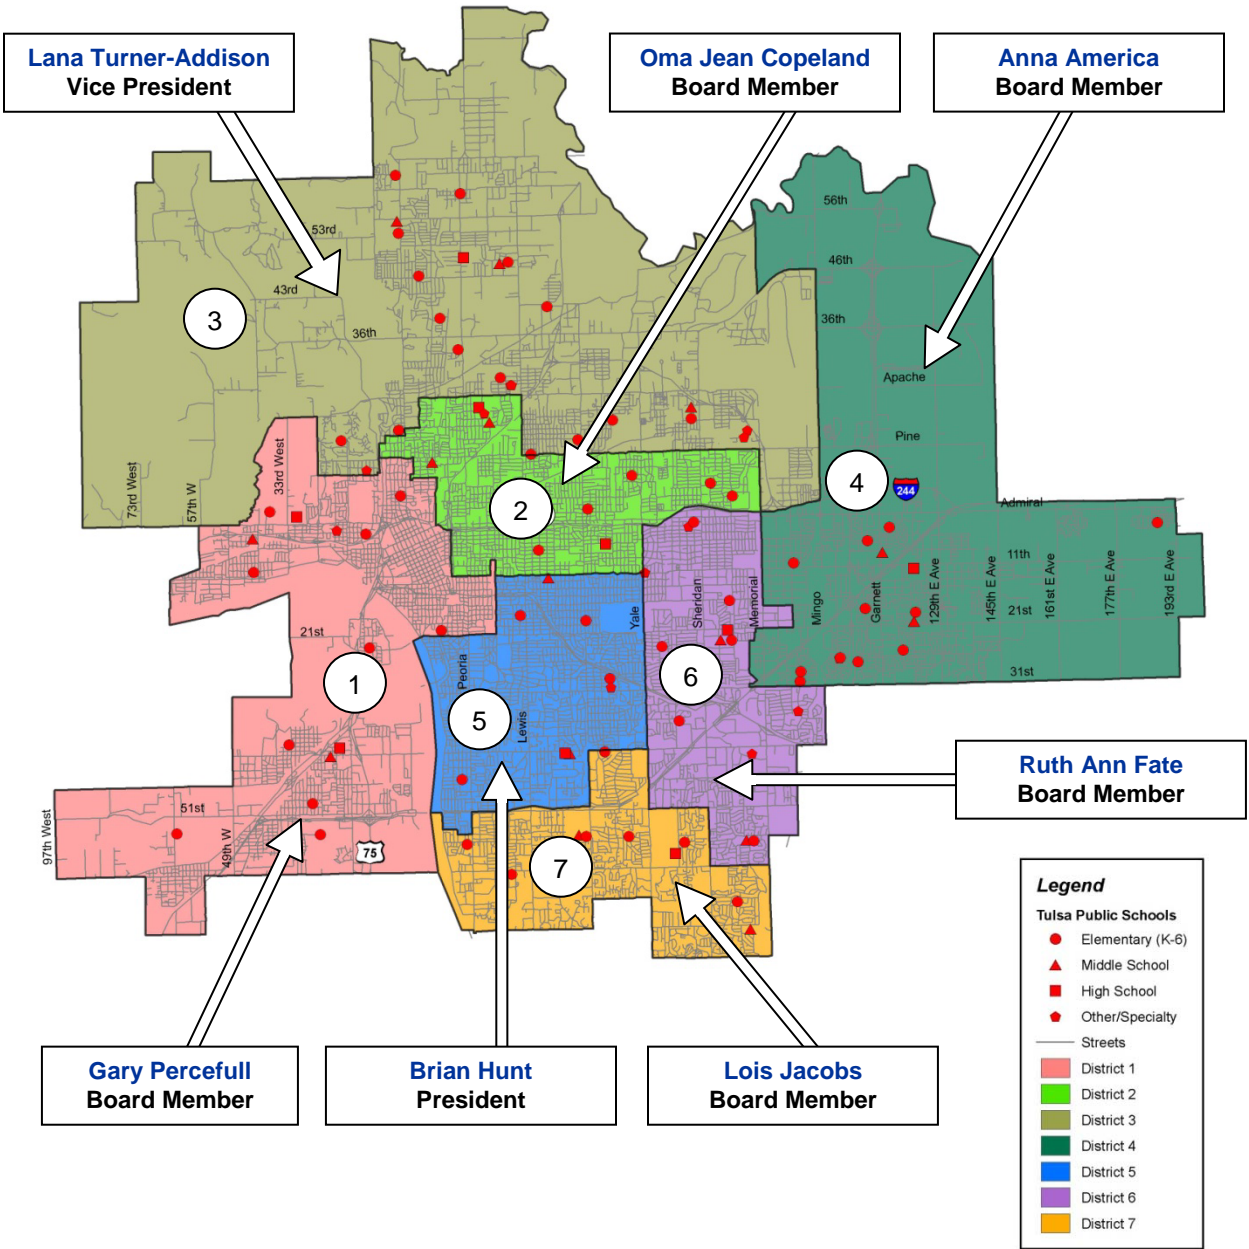 Lana Turner-Addison
Vice President
Oma Jean Copeland
Board Member
Anna America
Board Member
56th
53rd
46th
43rd
3
36th
36th
Apache
Pine
33rd West
73rd West
57th W
2
4
244
Admiral
11th
129th E Ave
145th E Ave
161st E Ave
177th E Ave
193rd E Ave
Mingo
Garnett
21st
Yale
Sheridan
Memorial
21st
31st
1
Peoria
6
5
Lewis
Ruth Ann Fate
Board Member
51st
97th West
49th W
75
7
Legend
Tulsa Public Schools
Elementary (K-6)
Middle School
High School
Other/Specialty
Streets
District 1
District 2
District 3
District 4
District 5
District 6
District 7
Gary Percefull
Board Member
Brian Hunt
President
Lois Jacobs
Board Member